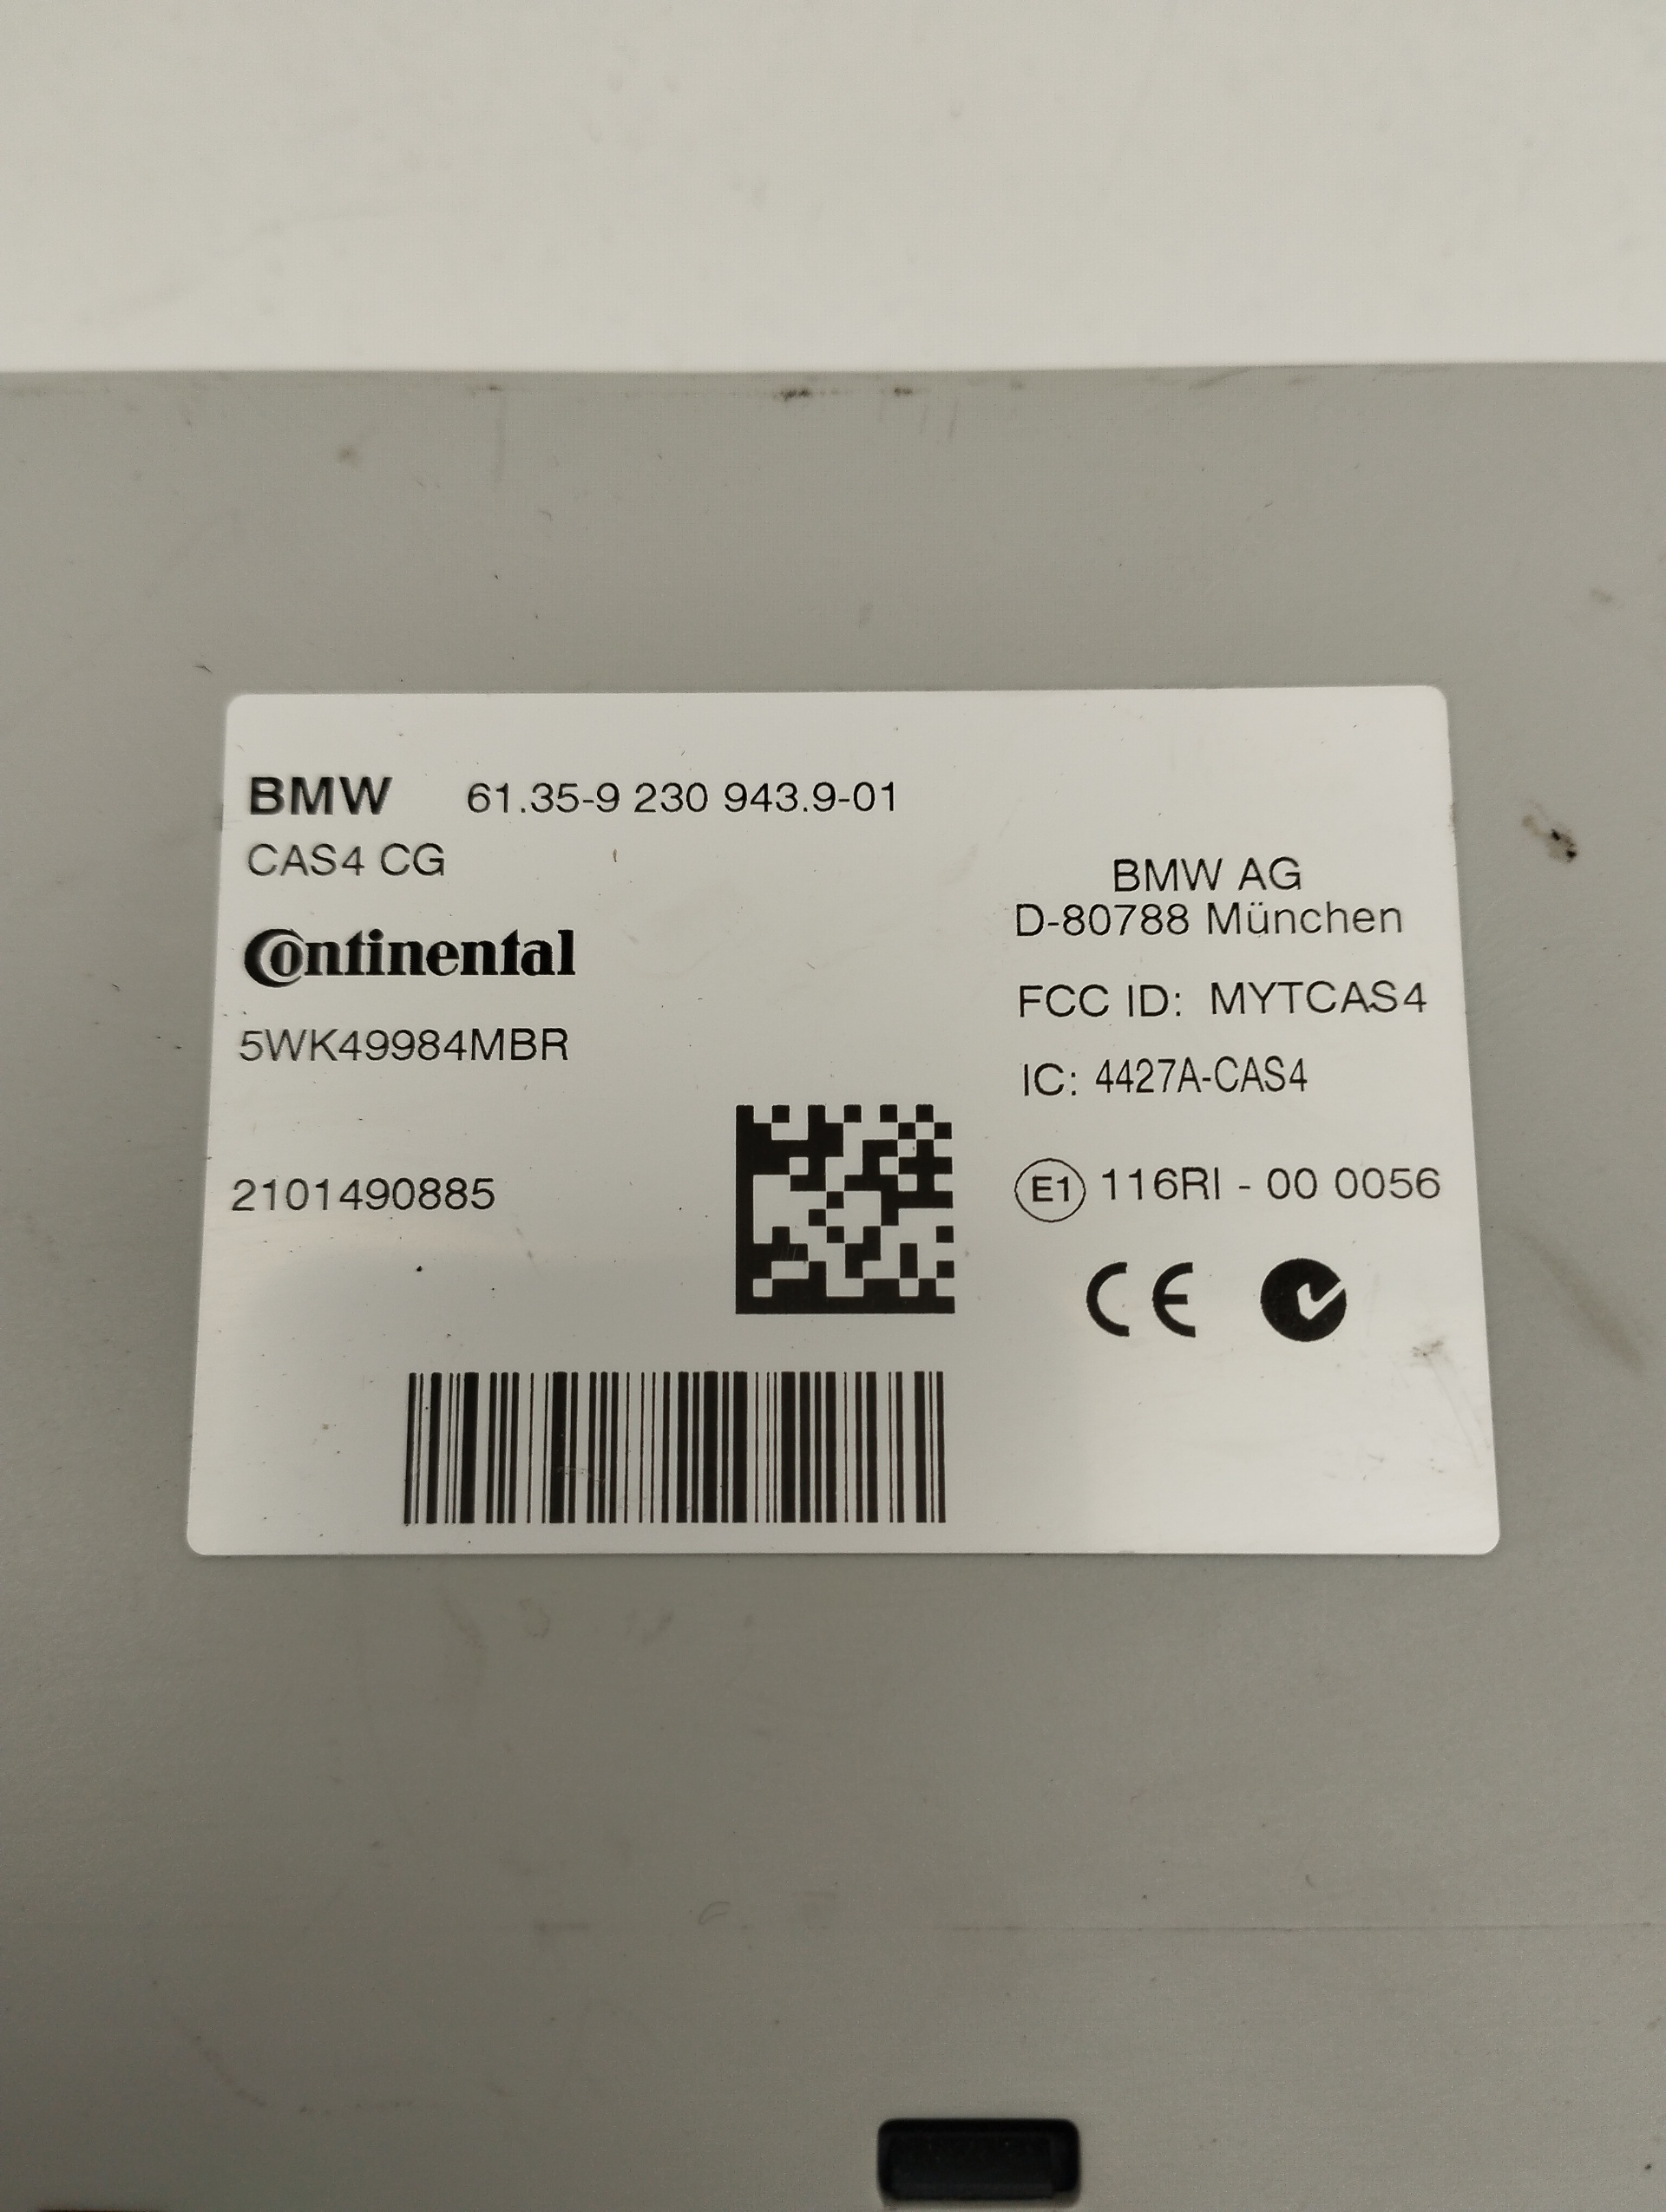 BMW 61.35-9 230 943.9-01
CAS4 CG
Continental
5WK49984MBR
2101490885
BMW AG
D-80788 München
FCC ID: MYTCAS4
IC: 4427A-CAS4
E1 116RI - 00 0056
CE